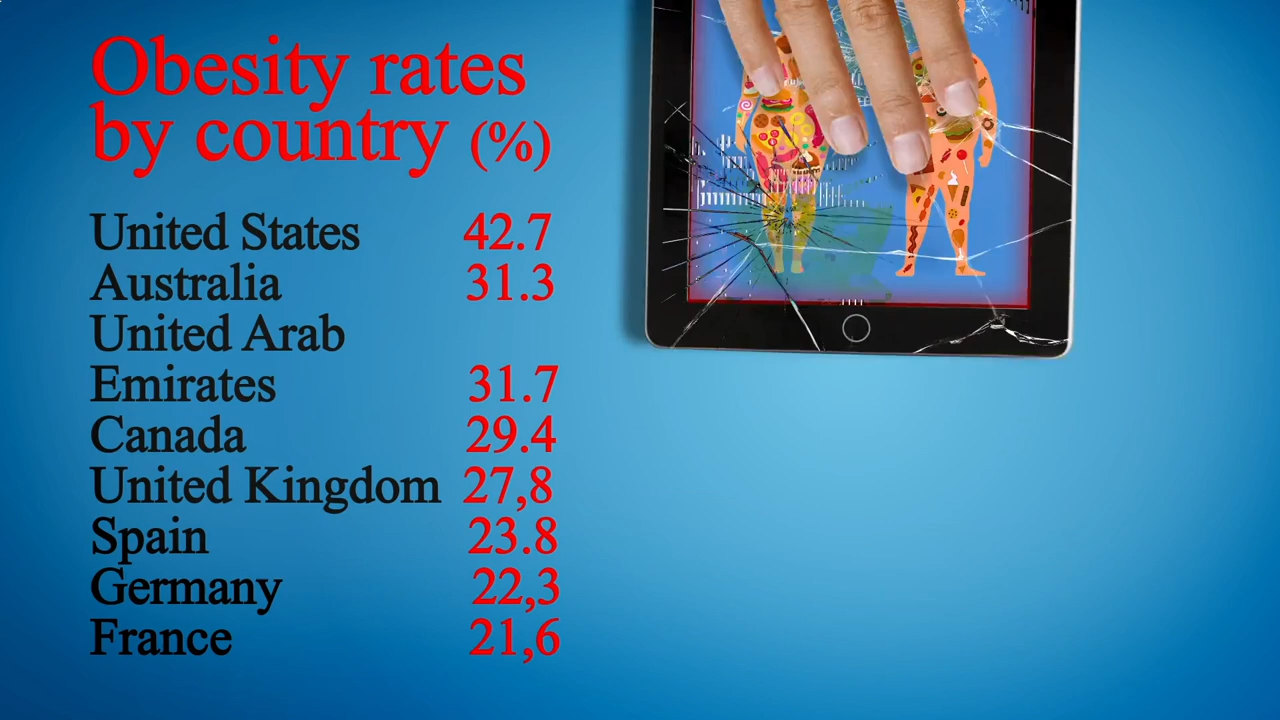 Obesity rates
by country (%)
United States 42.7
Australia 31.3
United Arab
Emirates 31.7
Canada 29.4
United Kingdom 27,8
Spain 23.8
Germany 22,3
France 21,6